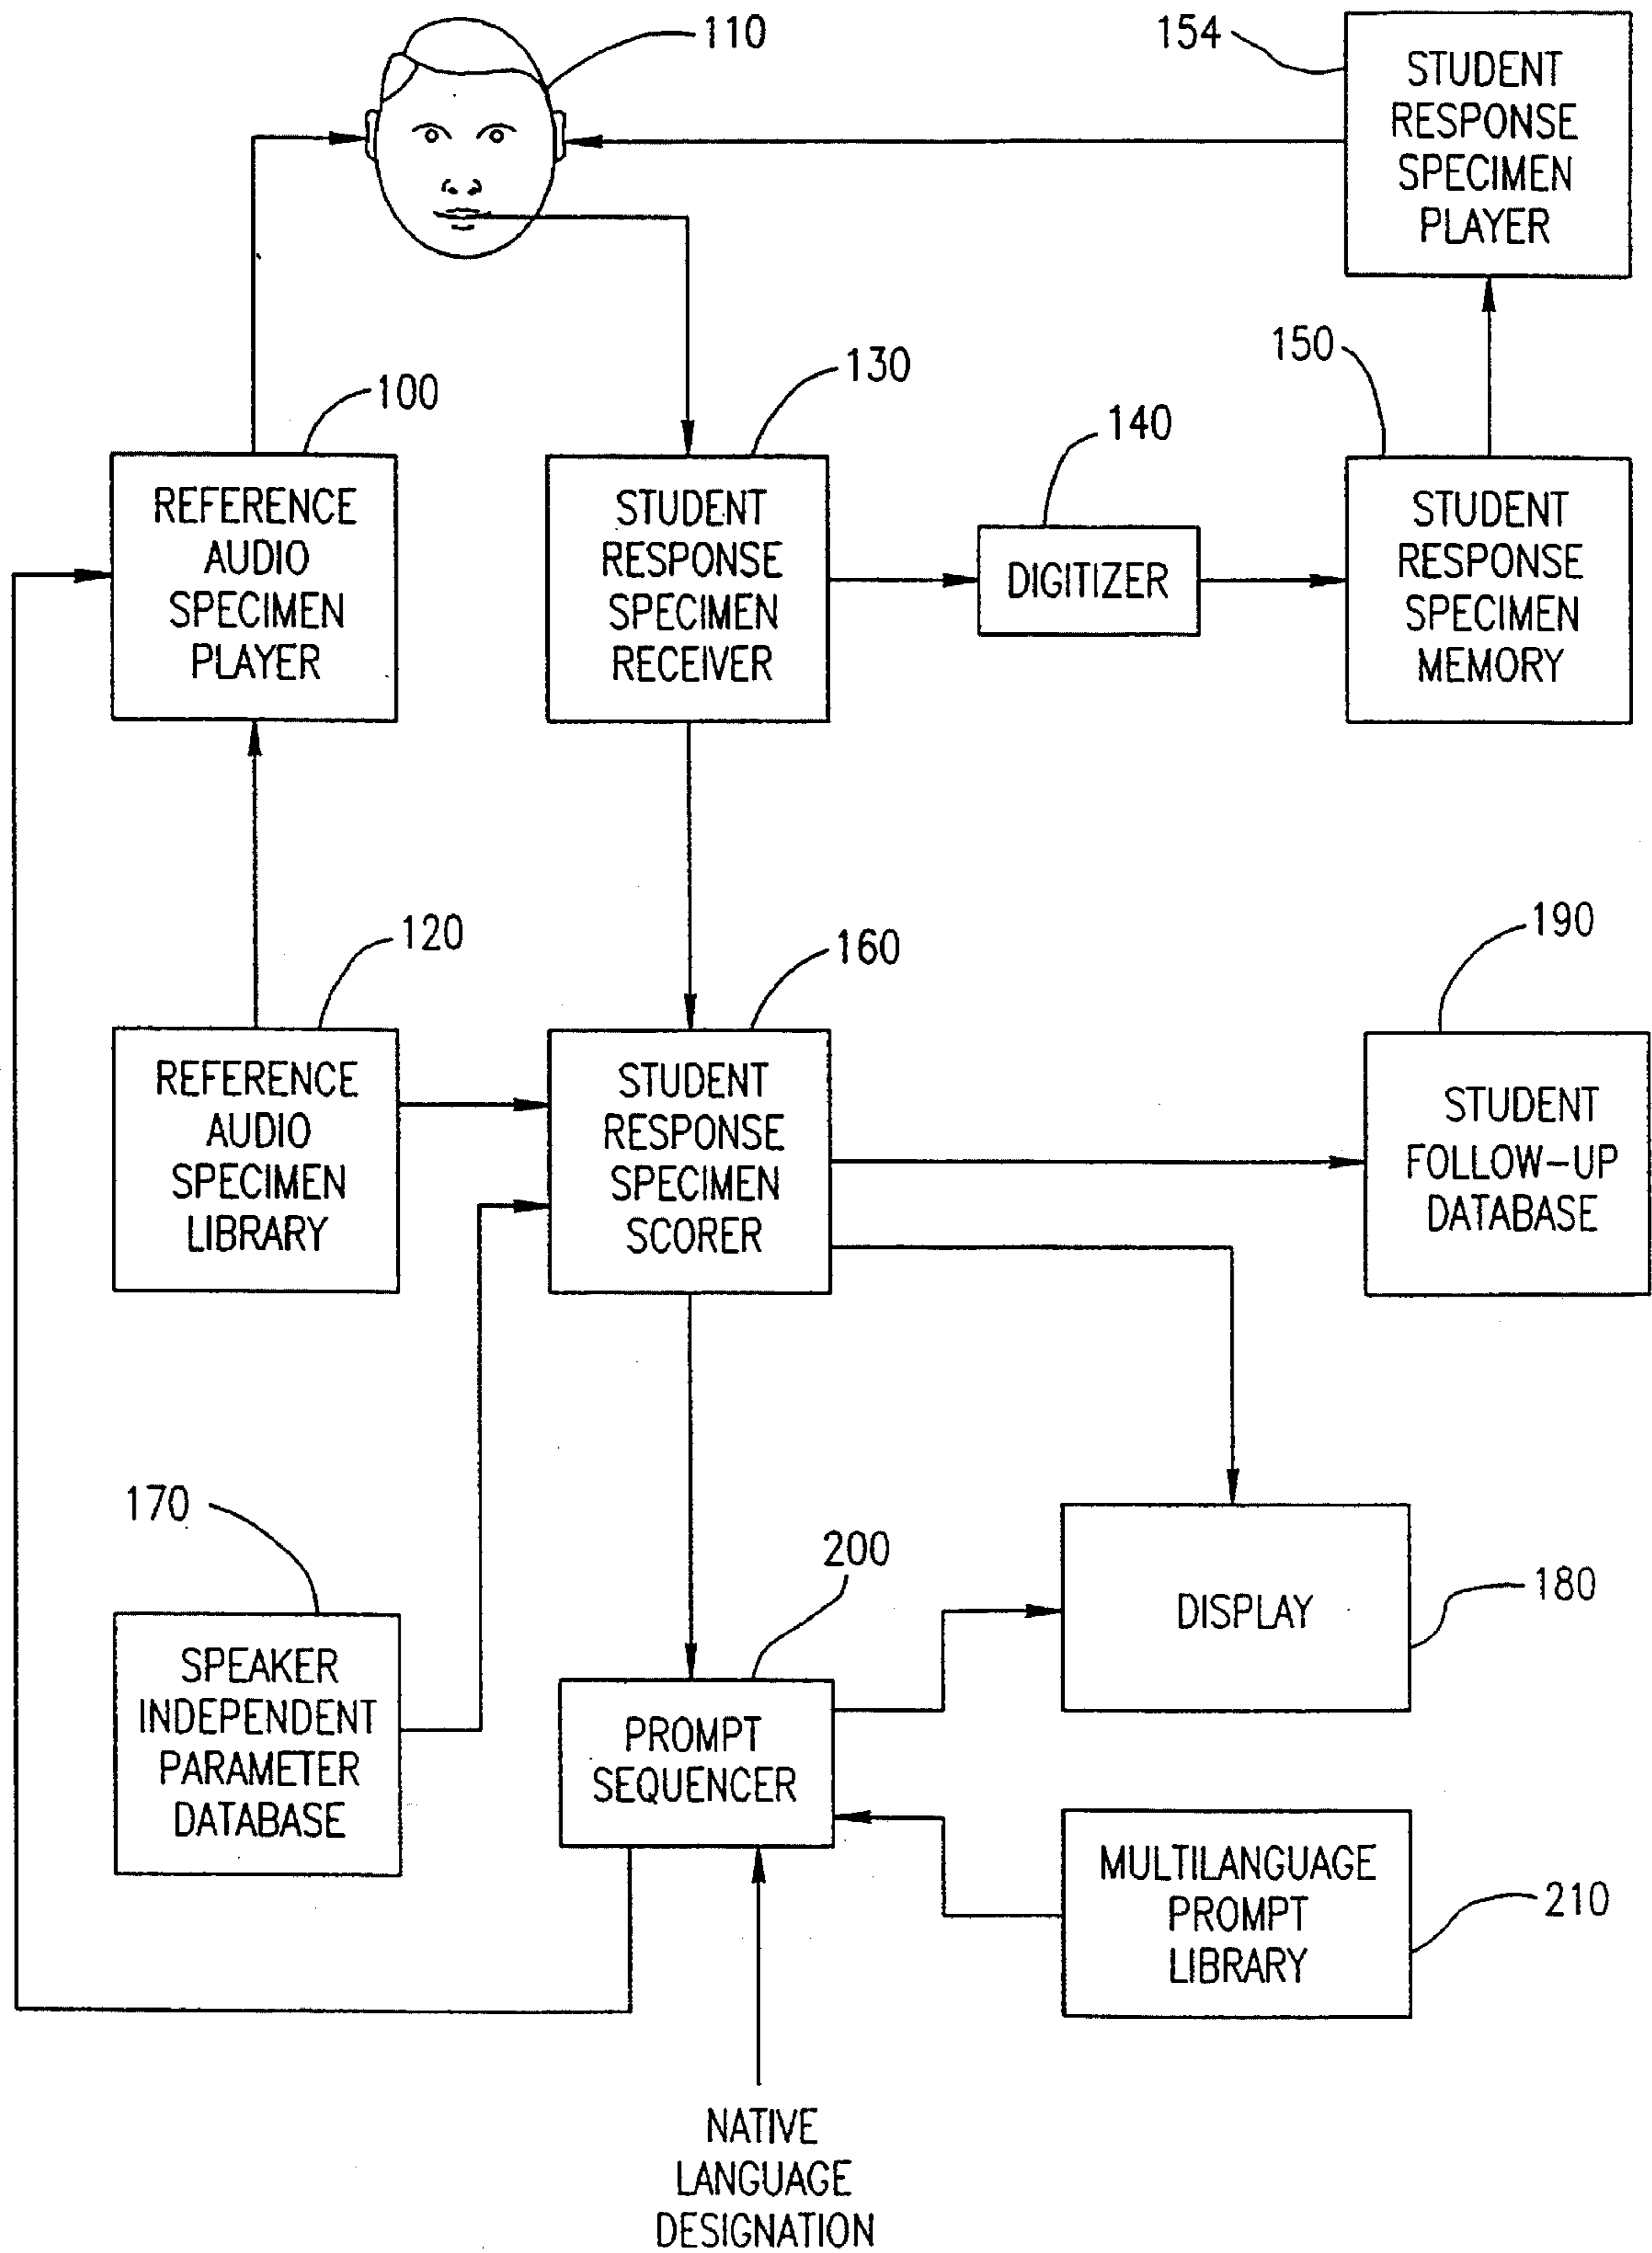 110
154
STUDENT
RESPONSE
SPECIMEN
PLAYER
100
REFERENCE
AUDIO
SPECIMEN
PLAYER
130
STUDENT
RESPONSE
SPECIMEN
RECEIVER
140
DIGITIZER
150
STUDENT
RESPONSE
SPECIMEN
MEMORY
120
REFERENCE
AUDIO
SPECIMEN
LIBRARY
160
STUDENT
RESPONSE
SPECIMEN
SCORER
190
STUDENT
FOLLOW-UP
DATABASE
170
SPEAKER
INDEPENDENT
PARAMETER
DATABASE
200
PROMPT
SEQUENCER
DISPLAY
180
MULTILANGUAGE
PROMPT
LIBRARY
210
NATIVE
LANGUAGE
DESIGNATION